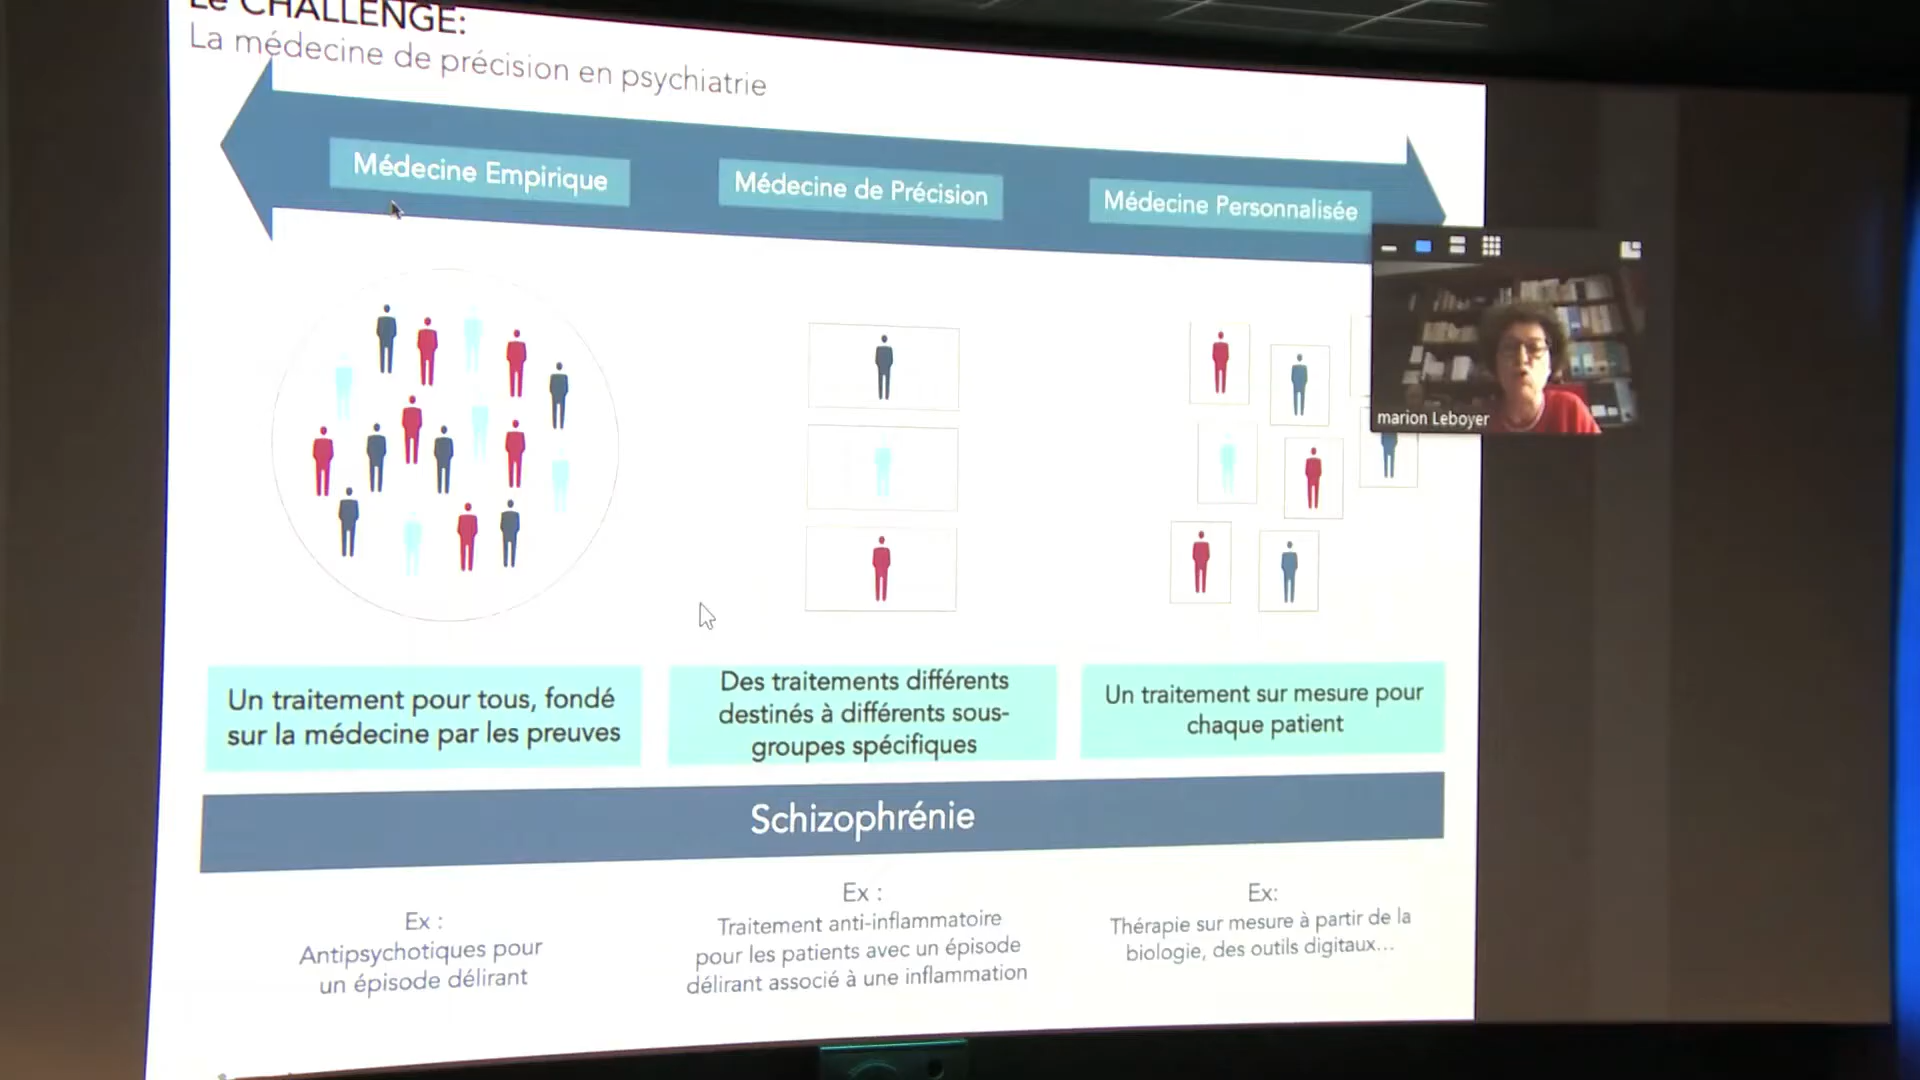 Le CHALLENGE:
La médecine de précision en psychiatrie
Médecine Empirique
Médecine de Précision
Médecine Personnalisée
marion Leboyer
Un traitement pour tous, fondé
sur la médecine par les preuves
Des traitements différents
destinés à différents sous-
groupes spécifiques
Un traitement sur mesure pour
chaque patient
Schizophrénie
Ex :
Antipsychotiques pour
un épisode délirant
Ex :
Traitement anti-inflammatoire
pour les patients avec un épisode
délirant associé à une inflammation
Ex:
Thérapie sur mesure à partir de la
biologie, des outils digitaux...